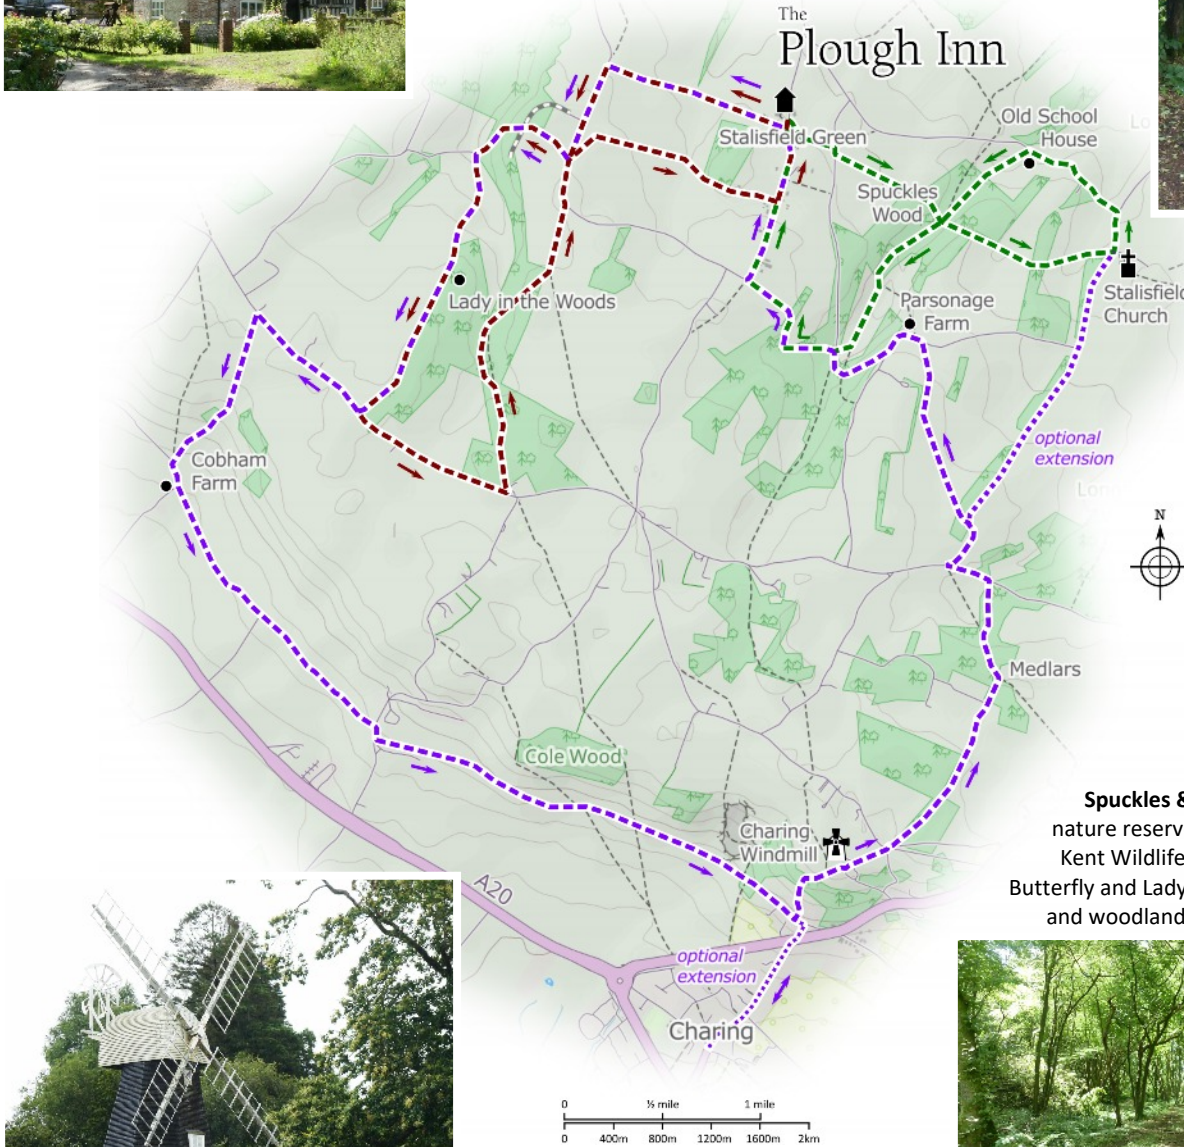 The
Plough Inn
Stalisfield Green
Old School
House
Spuckles
Wood
Stalisfield
Church
Parsonage
Farm
Lady in the Woods
optional
extension
Cobham
Farm
N
Medlars
Cole Wood
Charing
Windmill
Spuckles &
nature reserv
Kent Wildlife
Butterfly and Lady
and woodland
A20
optional
extension
Charing
0 ½ mile 1 mile
0 400m 800m 1200m 1600m 2km